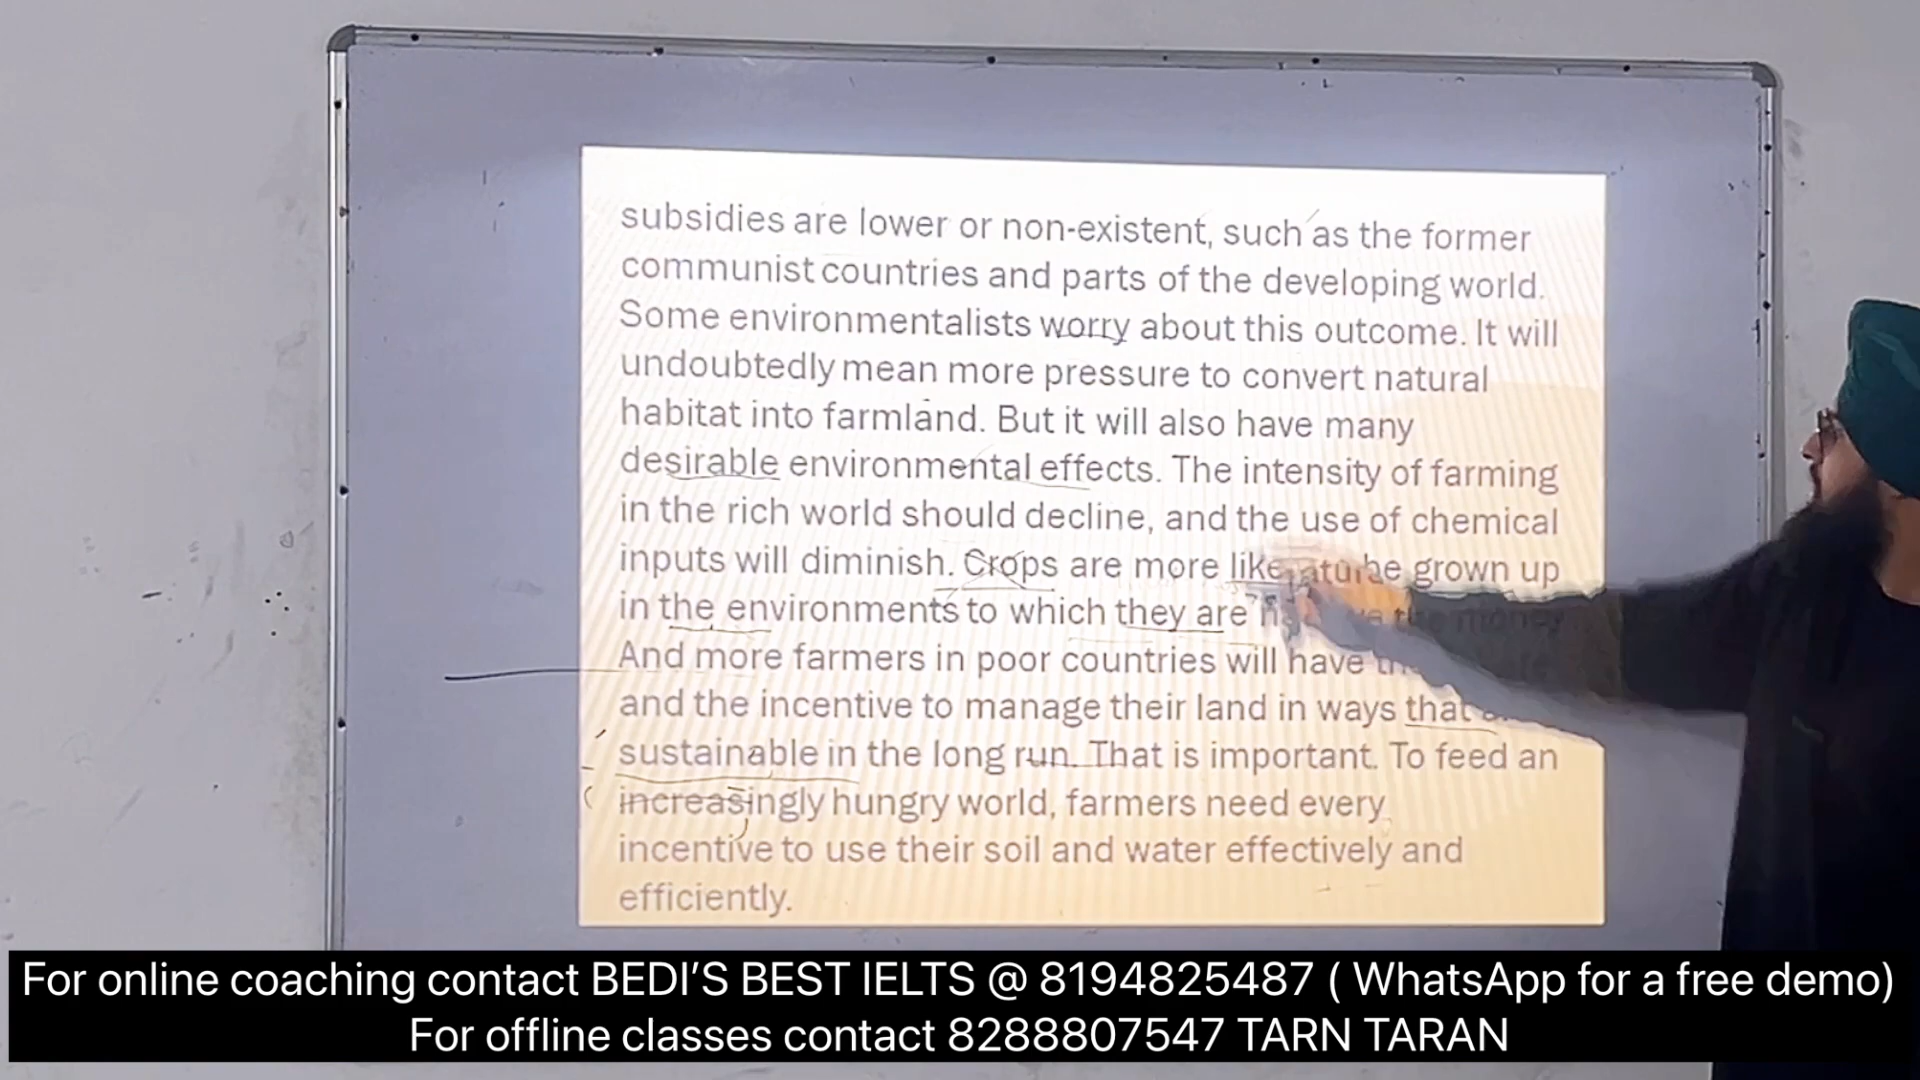 subsidies are lower or non-existent, such as the former
communist countries and parts of the developing world.
Some environmentalists worry about this outcome. It will
undoubtedly mean more pressure to convert natural
habitat into farmland. But it will also have many
desirable environmental effects. The intensity of farming
in the rich world should decline, and the use of chemical
inputs will diminish. Crops are more be grown up
in the environments to which they are
And more farmers in poor countries will have the money
and the incentive to manage their land in ways that
sustainable in the long run. That is important. To feed an
increasingly hungry world, farmers need every
incentive to use their soil and water effectively and
efficiently.
For online coaching contact BEDI'S BEST IELTS @ 8194825487 ( WhatsApp for a free demo)
For offline classes contact 8288807547 TARN TARAN